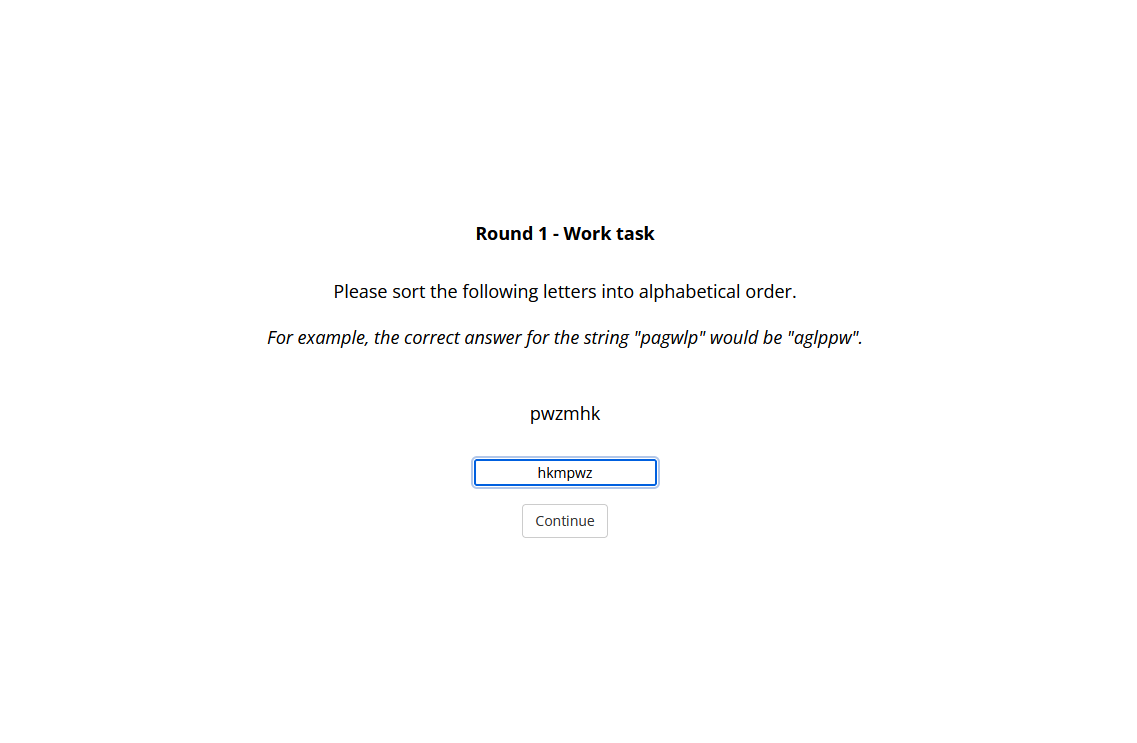 Round 1 - Work task
Please sort the following letters into alphabetical order.
For example, the correct answer for the string "pagwlp" would be "aglppw".
pwzmhk
hkmpwz
Continue